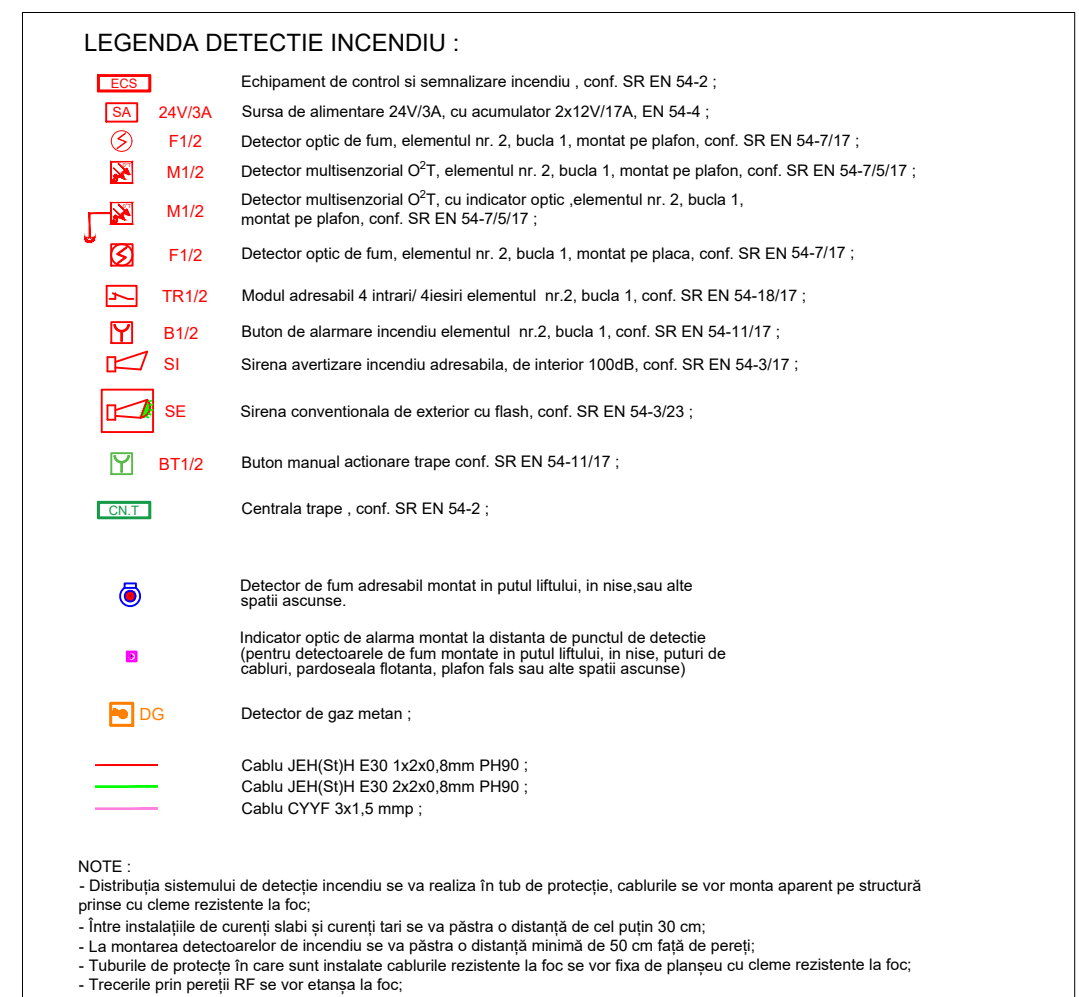 LEGENDA DETECTIE INCENDIU :
ECS Echipament de control si semnalizare incendiu , conf. SR EN 54-2 ;
SA 24V/3A Sursa de alimentare 24V/3A, cu acumulator 2x12V/17A, EN 54-4 ;
F1/2 Detector optic de fum, elementul nr. 2, bucla 1, montat pe plafon, conf. SR EN 54-7/17 ;
M1/2 Detector multisenzorial O²T, elementul nr. 2, bucla 1, montat pe plafon, conf. SR EN 54-7/5/17 ;
M1/2 Detector multisenzorial O²T, cu indicator optic ,elementul nr. 2, bucla 1,
montat pe plafon, conf. SR EN 54-7/5/17 ;
F1/2 Detector optic de fum, elementul nr. 2, bucla 1, montat pe placa, conf. SR EN 54-7/17 ;
TR1/2 Modul adresabil 4 intrari/ 4iesiri elementul nr.2, bucla 1, conf. SR EN 54-18/17 ;
B1/2 Buton de alarmare incendiu elementul nr.2, bucla 1, conf. SR EN 54-11/17 ;
SI Sirena avertizare incendiu adresabila, de interior 100dB, conf. SR EN 54-3/17 ;
SE Sirena conventionala de exterior cu flash, conf. SR EN 54-3/23 ;
BT1/2 Buton manual actionare trape conf. SR EN 54-11/17 ;
CN.T Centrala trape , conf. SR EN 54-2 ;
Detector de fum adresabil montat in putul liftului, in nise,sau alte
spatii ascunse.
Indicator optic de alarma montat la distanta de punctul de detectie
(pentru detectoarele de fum montate in putul liftului, in nise, puturi de
cabluri, pardoseala flotanta, plafon fals sau alte spatii ascunse)
DG Detector de gaz metan ;
Cablu JEH(St)H E30 1x2x0,8mm PH90 ;
Cablu JEH(St)H E30 2x2x0,8mm PH90 ;
Cablu CYYF 3x1,5 mmp ;
NOTE :
- Distribuția sistemului de detecție incendiu se va realiza în tub de protecție, cablurile se vor monta aparent pe structură
prinse cu cleme rezistente la foc;
- Între instalațiile de curenți slabi și curenți tari se va păstra o distanță de cel puțin 30 cm;
- La montarea detectoarelor de incendiu se va păstra o distanță minimă de 50 cm față de pereți;
- Tuburile de protecțe în care sunt instalate cablurile rezistente la foc se vor fixa de planșeu cu cleme rezistente la foc;
- Trecerile prin pereții RF se vor etanșa la foc;